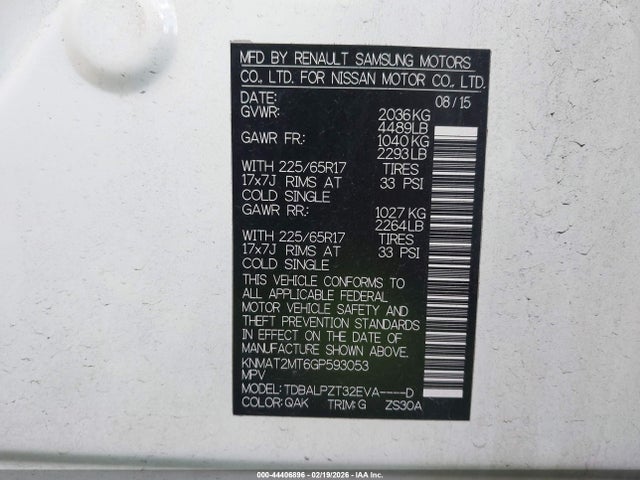 MFD BY RENAULT SAMSUNG MOTORS
CO., LTD. FOR NISSAN MOTOR CO., LTD.
DATE: 08/15
GVWR: 2036KG
4489LB
GAWR FR: 1040KG
2293LB
WITH 225/65R17 TIRES
17x7J RIMS AT 33 PSI
COLD SINGLE
GAWR RR: 1027KG
2264LB
WITH 225/65R17 TIRES
17x7J RIMS AT 33 PSI
COLD SINGLE
THIS VEHICLE CONFORMS TO
ALL APPLICABLE FEDERAL
MOTOR VEHICLE SAFETY AND
THEFT PREVENTION STANDARDS
IN EFFECT ON THE DATE OF
MANUFACTURE SHOWN ABOVE
KNMAT2MT6GP593053
MPV
MODEL: TDBALPZT32EVA----D
COLOR: QAK TRIM: G ZS30A
000-44406896 - 02/19/2026 - IAA Inc.